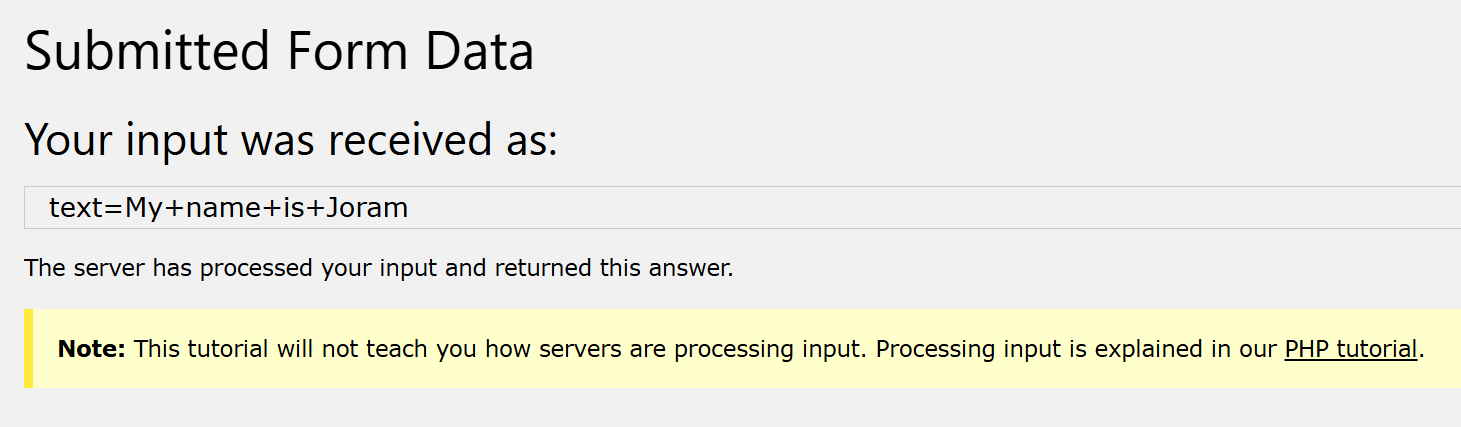 Submitted Form Data
Your input was received as:
text=My+name+is+Joram
The server has processed your input and returned this answer.
Note: This tutorial will not teach you how servers are processing input. Processing input is explained in our PHP tutorial.